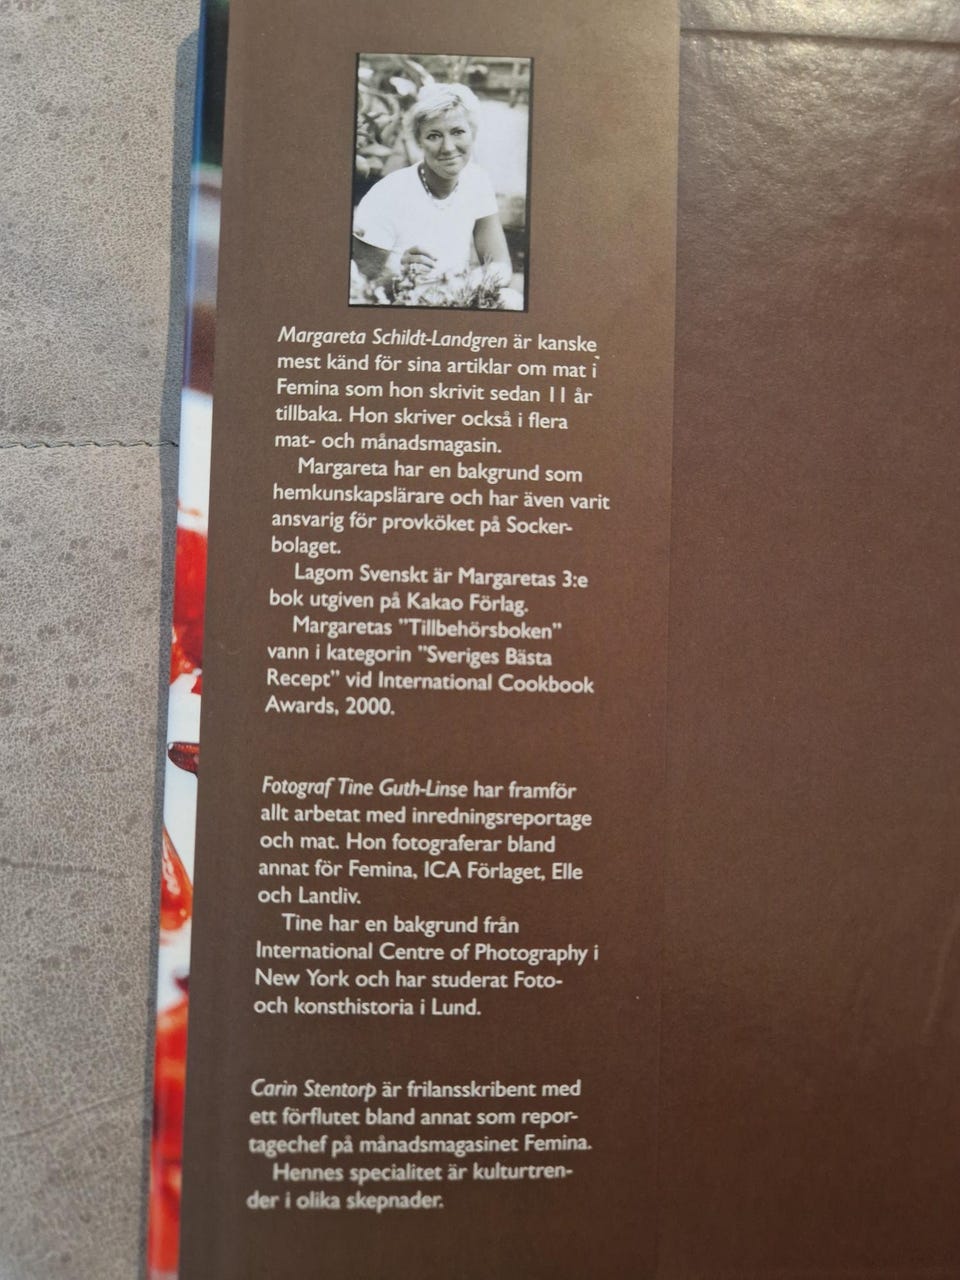 Margareta Schildt-Landgren är kanske
mest känd för sina artiklar om mat i
Femina som hon skrivit sedan 11 år
tillbaka. Hon skriver också i flera
mat- och månadsmagasin.
Margareta har en bakgrund som
hemkunskapslärare och har även varit
ansvarig för provköket på Socker-
bolaget.
Lagom Svenskt är Margaretas 3:e
bok utgiven på Kakao Förlag.
Margaretas ”Tillbehörsboken”
vann i kategorin ”Sveriges Bästa
Recept” vid International Cookbook
Awards, 2000.
Fotograf Tine Guth-Linse har framför
allt arbetat med inredningsreportage
och mat. Hon fotograferar bland
annat för Femina, ICA Förlaget, Elle
och Lantliv.
Tine har en bakgrund från
International Centre of Photography i
New York och har studerat Foto-
och konsthistoria i Lund.
Carin Stentorp är frilansskribent med
ett förflutet bland annat som repor-
tagechef på månadsmagasinet Femina.
Hennes specialitet är kulturtren-
der i olika skepnader.